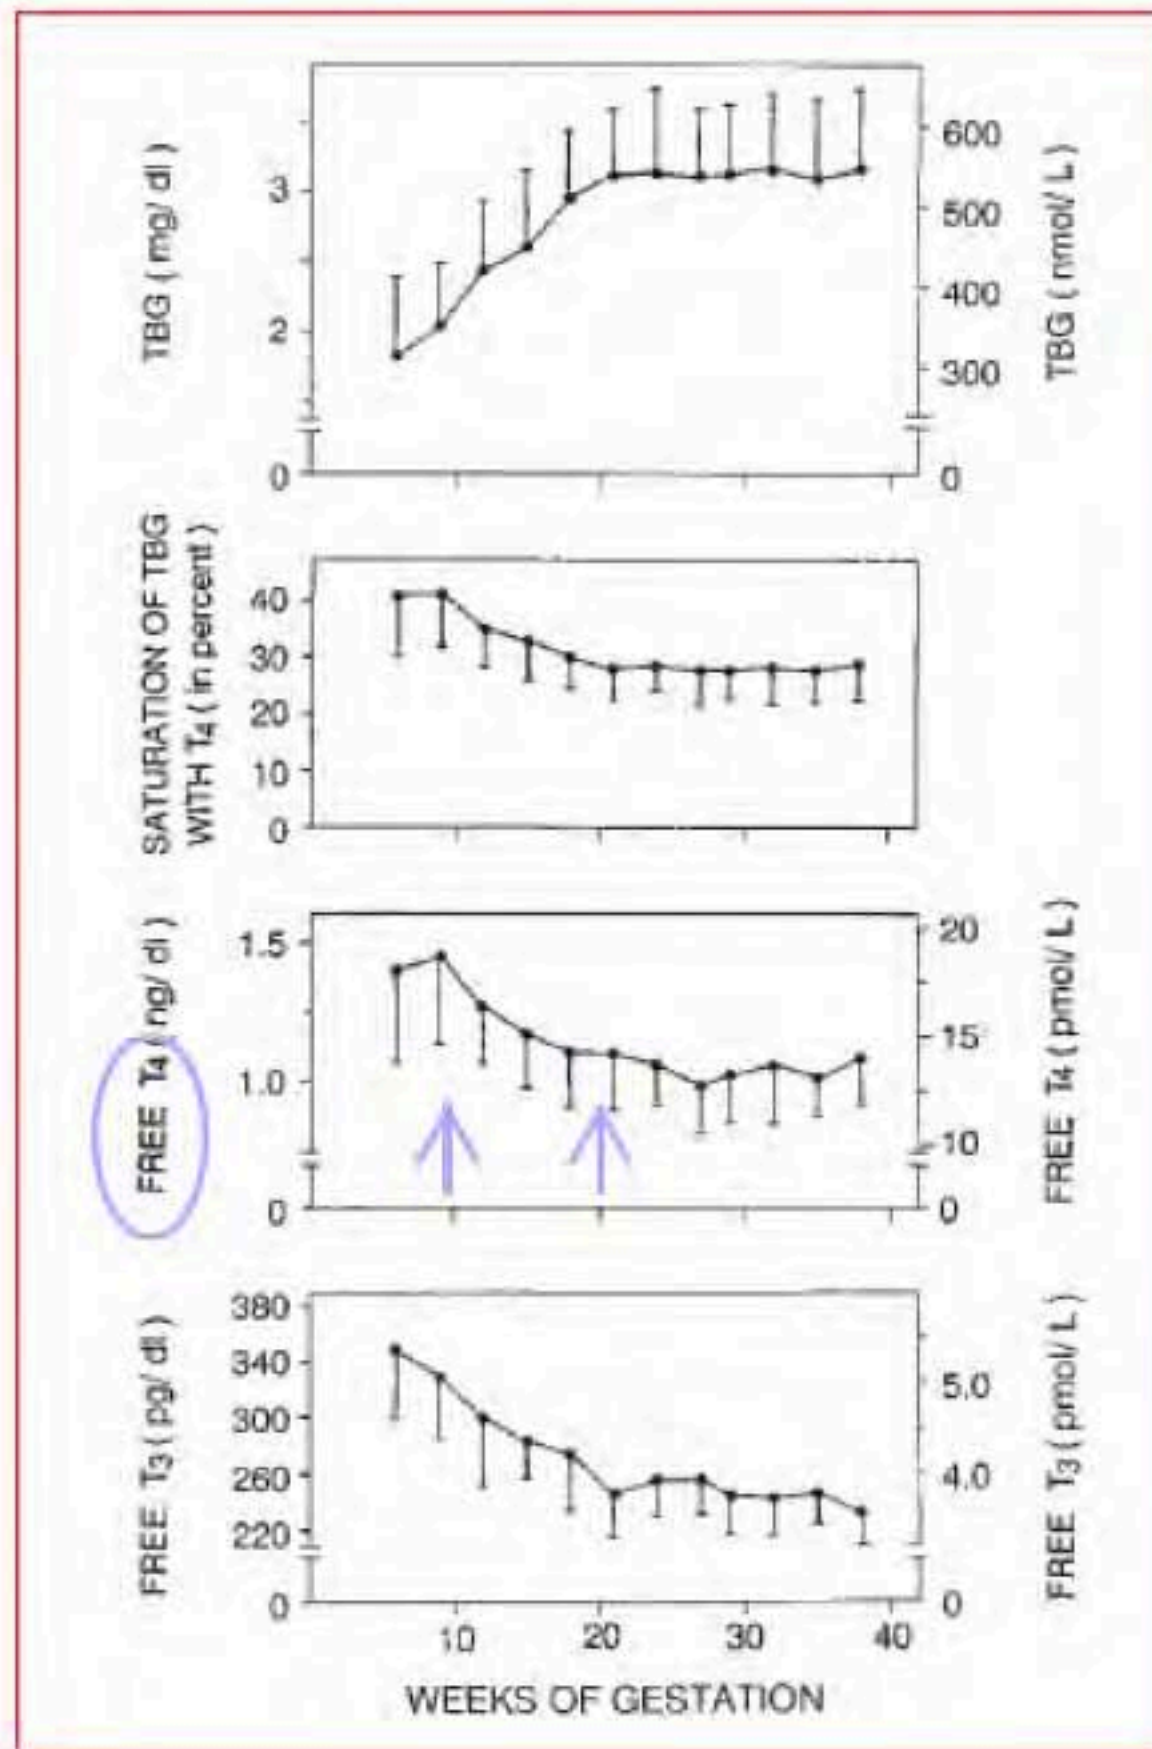 TBG ( mg/ dl )
3
2
0
600
500
400
300
0
TBG ( nmol/ L )
SATURATION OF TBG
WITH T4 ( in percent )
40
30
20
10
0
FREE T4 ( ng/ dl )
1.5
1.0
0
20
15
10
0
FREE T4 ( pmol/ L )
FREE T3 ( pg/ dl )
380
340
300
260
220
0
5,0
4,0
0
FREE T3 ( pmol/ L )
10 20 30 40
WEEKS OF GESTATION